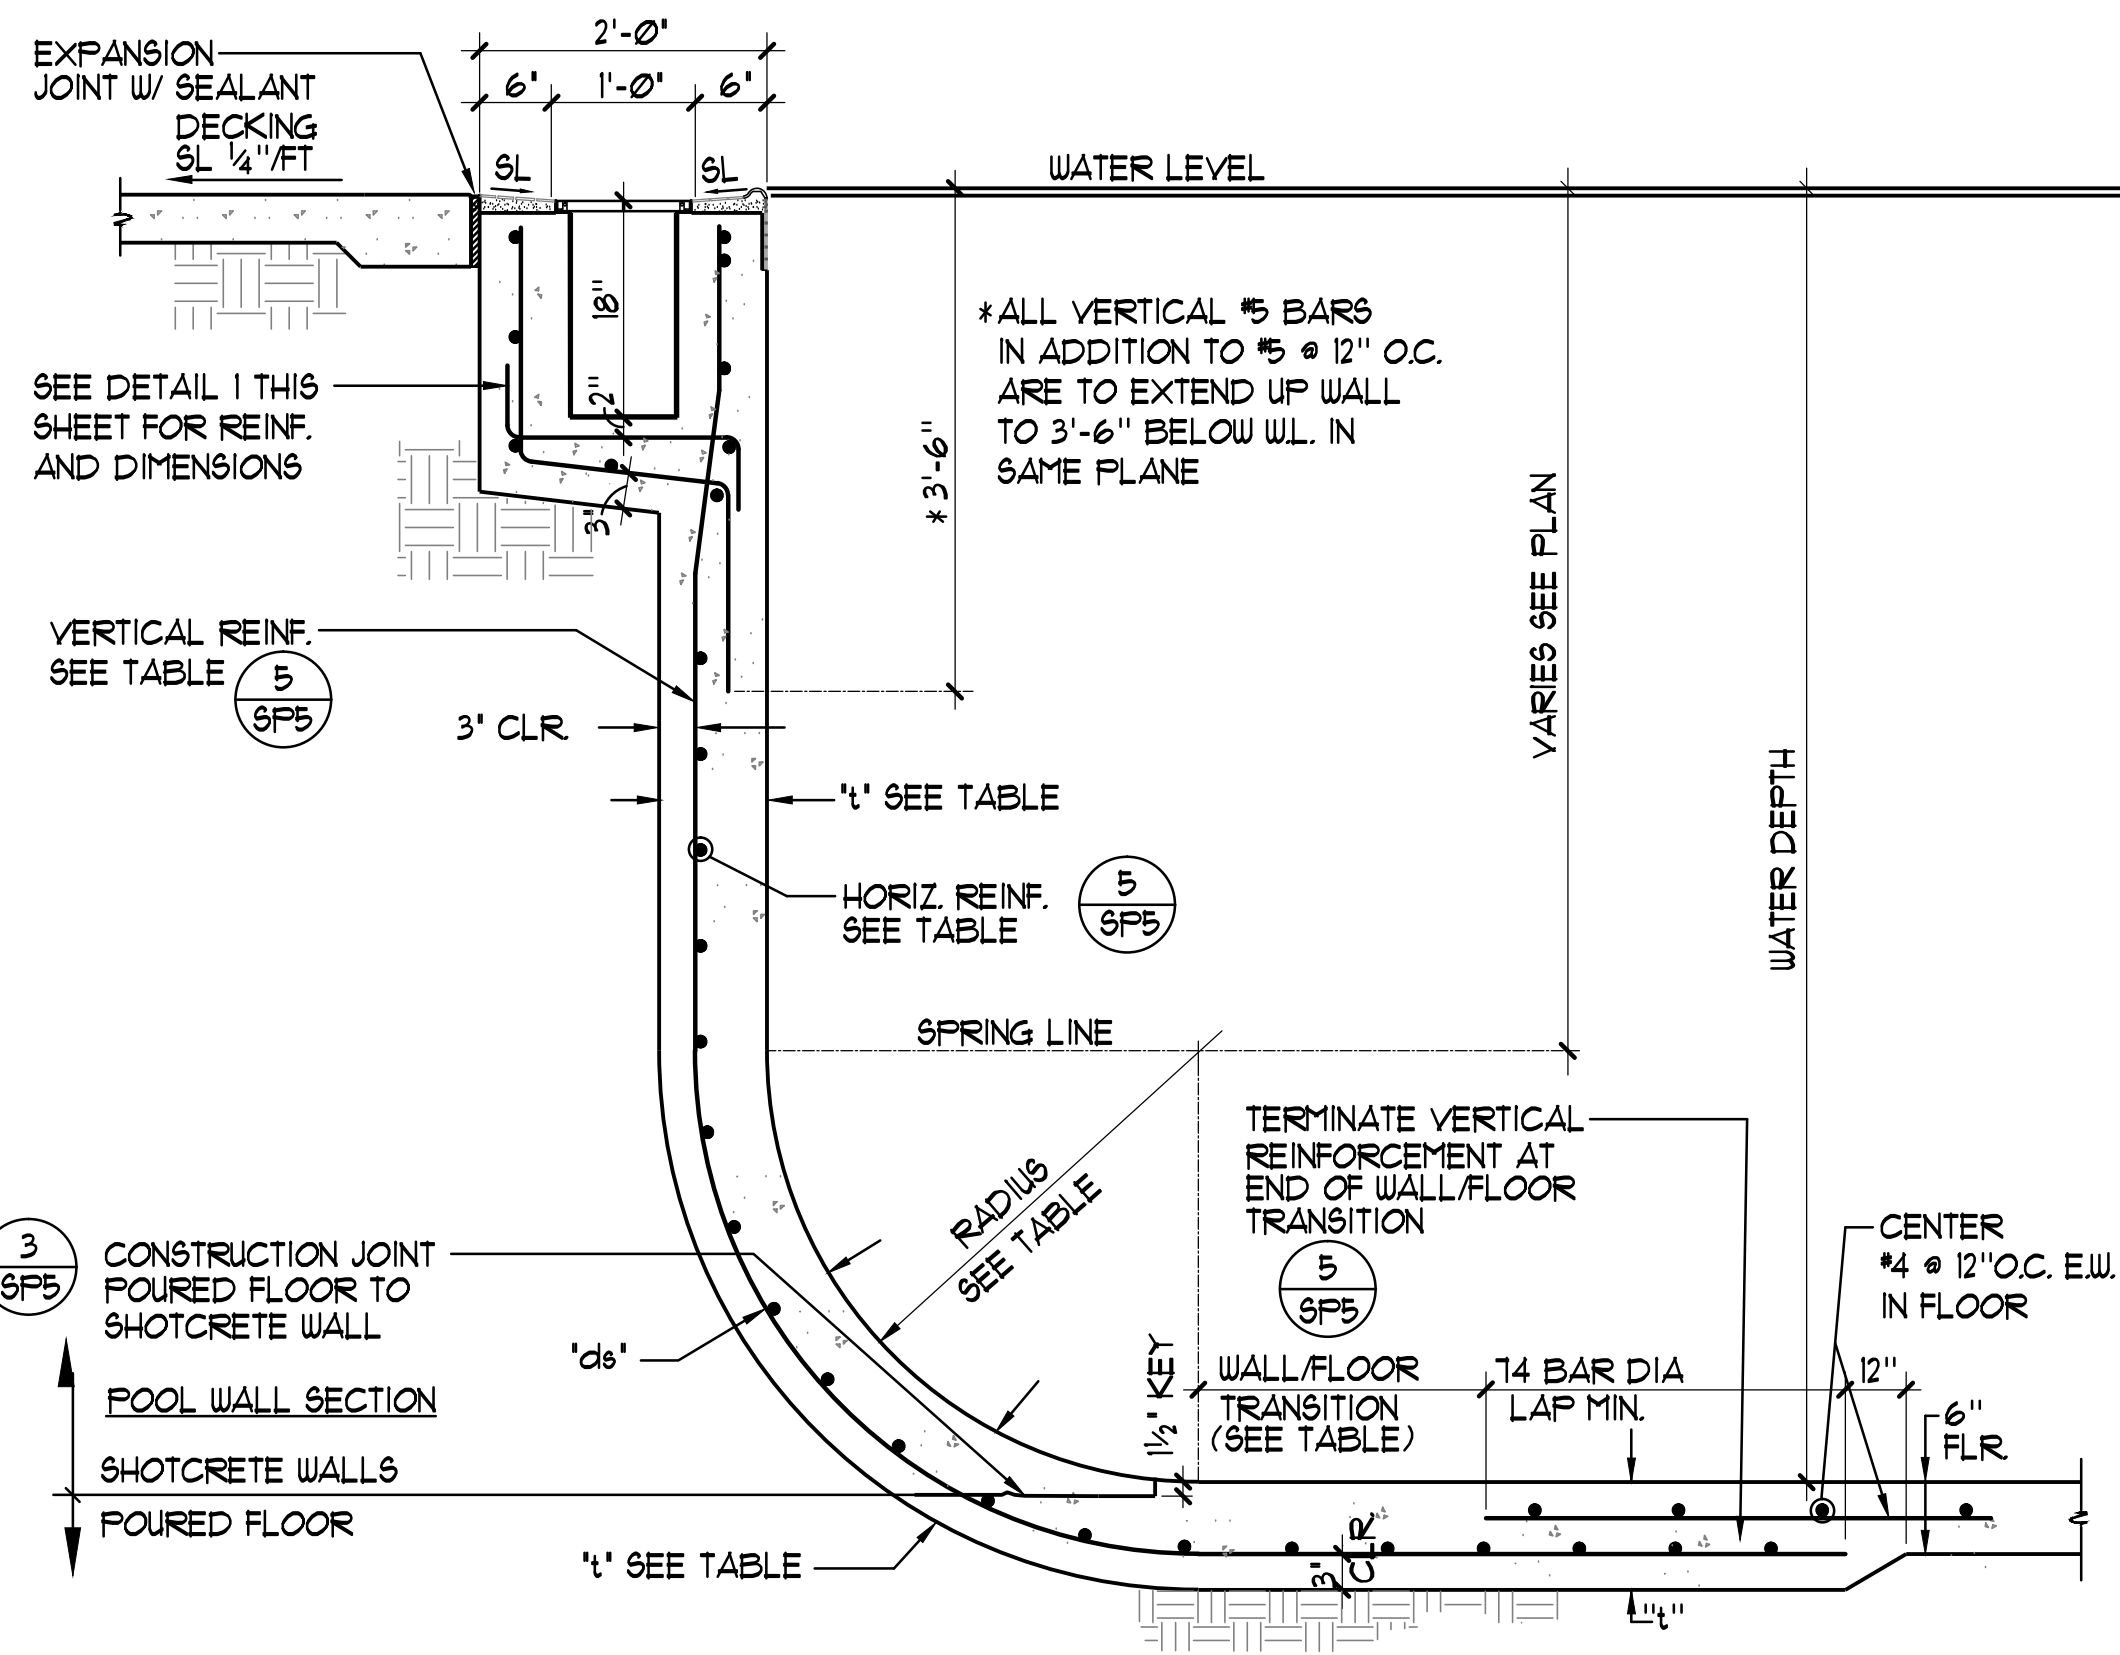 2'-0"
6" 1'-0" 6"
EXPANSION
JOINT W/ SEALANT
DECKING
SL 1/4"/FT
SL
SL
WATER LEVEL
18"
2"
3"
SEE DETAIL 1 THIS
SHEET FOR REINF.
AND DIMENSIONS
*ALL VERTICAL #5 BARS
IN ADDITION TO #5 @ 12" O.C.
ARE TO EXTEND UP WALL
TO 3'-6" BELOW W.L. IN
SAME PLANE
* 3'-6"
VARIES SEE PLAN
WATER DEPTH
VERTICAL REINF.
SEE TABLE
5
SP5
3" CLR.
"t" SEE TABLE
HORIZ. REINF.
SEE TABLE
5
SP5
SPRING LINE
RADIUS
SEE TABLE
TERMINATE VERTICAL
REINFORCEMENT AT
END OF WALL/FLOOR
TRANSITION
5
SP5
CENTER
#4 @ 12"O.C. E.W.
IN FLOOR
3
SP5
CONSTRUCTION JOINT
POURED FLOOR TO
SHOTCRETE WALL
"ds"
POOL WALL SECTION
SHOTCRETE WALLS
POURED FLOOR
1 1/2" KEY
WALL/FLOOR
TRANSITION
(SEE TABLE)
74 BAR DIA
LAP MIN.
12"
6"
FLR.
"t" SEE TABLE
3" CLR.
"t"